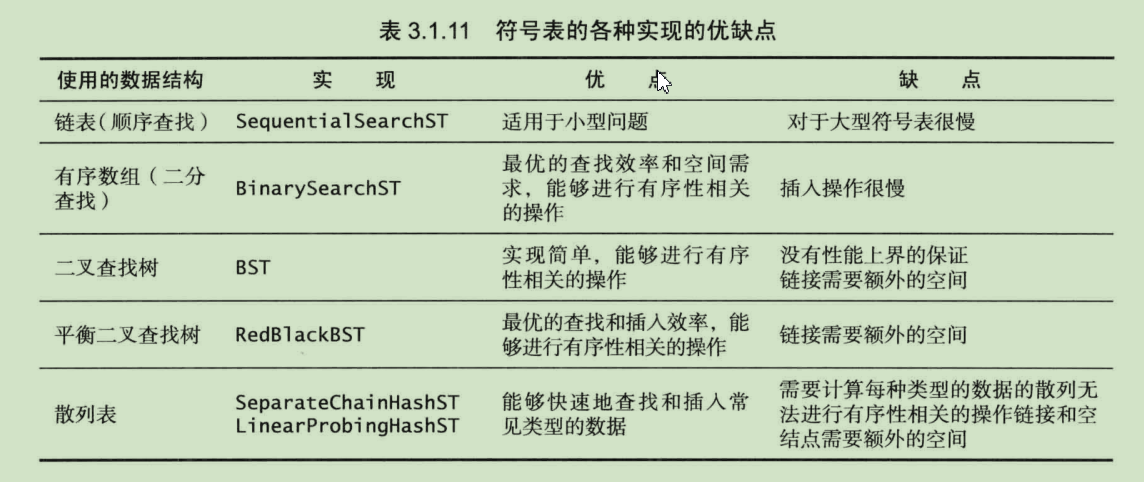 表 3.1.11 符号表的各种实现的优缺点
使用的数据结构 实 现 优 点 缺 点
链表（顺序查找） SequentialSearchST 适用于小型问题 对于大型符号表很慢
有序数组（二分
查找）
BinarySearchST
最优的查找效率和空间需
求，能够进行有序性相关
的操作
插入操作很慢
二叉查找树
BST
实现简单，能够进行有序
性相关的操作
没有性能上界的保证
链接需要额外的空间
平衡二叉查找树
RedBlackBST
最优的查找和插入效率，能
够进行有序性相关的操作
链接需要额外的空间
散列表
SeparateChainHashST
LinearProbingHashST
能够快速地查找和插入常
见类型的数据
需要计算每种类型的数据的散列无
法进行有序性相关的操作链接和空
结点需要额外的空间